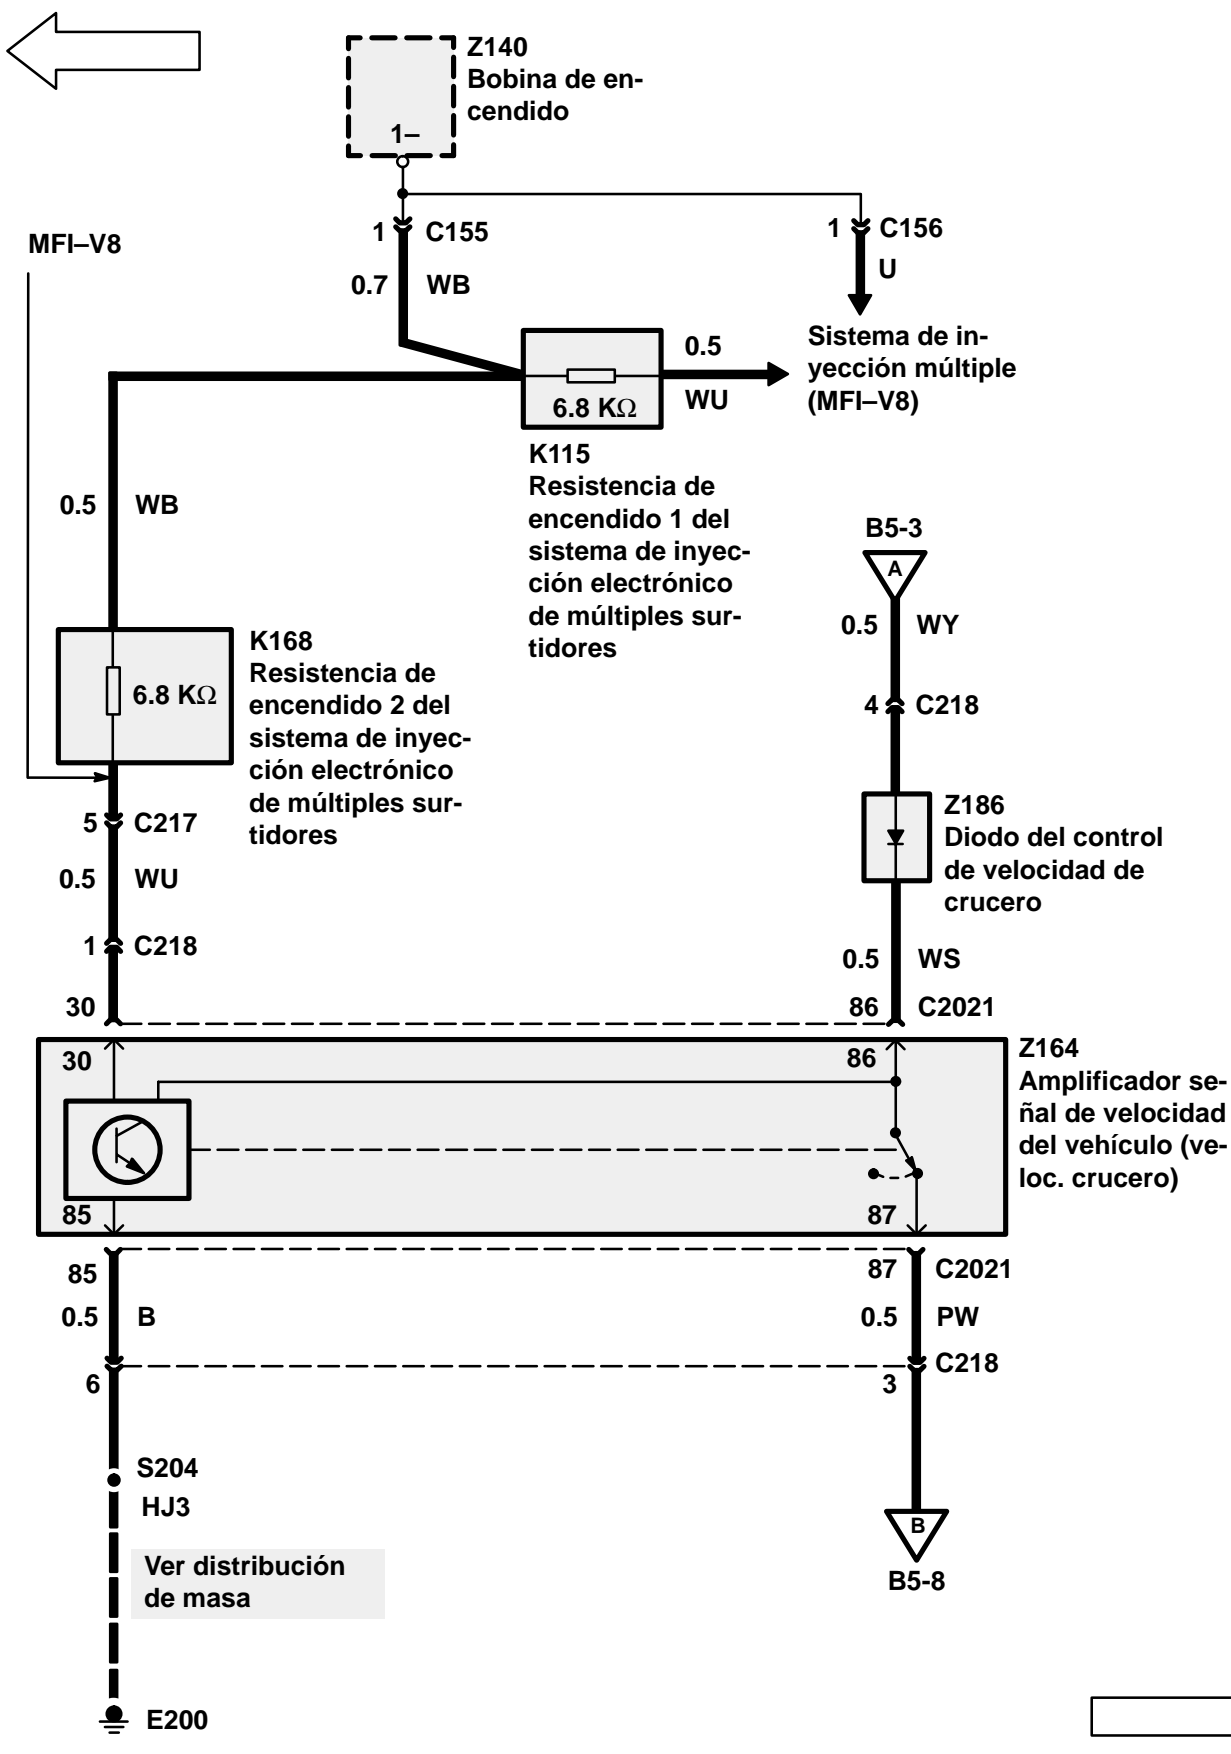 Z140
Bobina de en-
cendido
1–
1 C155
1 C156
MFI–V8
U
0.7 WB
Sistema de in-
yección múltiple
(MFI–V8)
0.5
WU
6.8 KΩ
K115
Resistencia de
encendido 1 del
sistema de inyec-
ción electrónico
de múltiples sur-
tidores
0.5 WB
B5-3
A
0.5 WY
K168
Resistencia de
encendido 2 del
sistema de inyec-
ción electrónico
de múltiples sur-
tidores
6.8 KΩ
4 C218
5 C217
Z186
Diodo del control
de velocidad de
crucero
0.5 WU
1 C218
0.5 WS
30
86 C2021
30
86
Z164
Amplificador se-
ñal de velocidad
del vehículo (ve-
loc. crucero)
85
87
85
87 C2021
0.5 B
0.5 PW
6
3
C218
S204
HJ3
Ver distribución
de masa
B
B5-8
E200